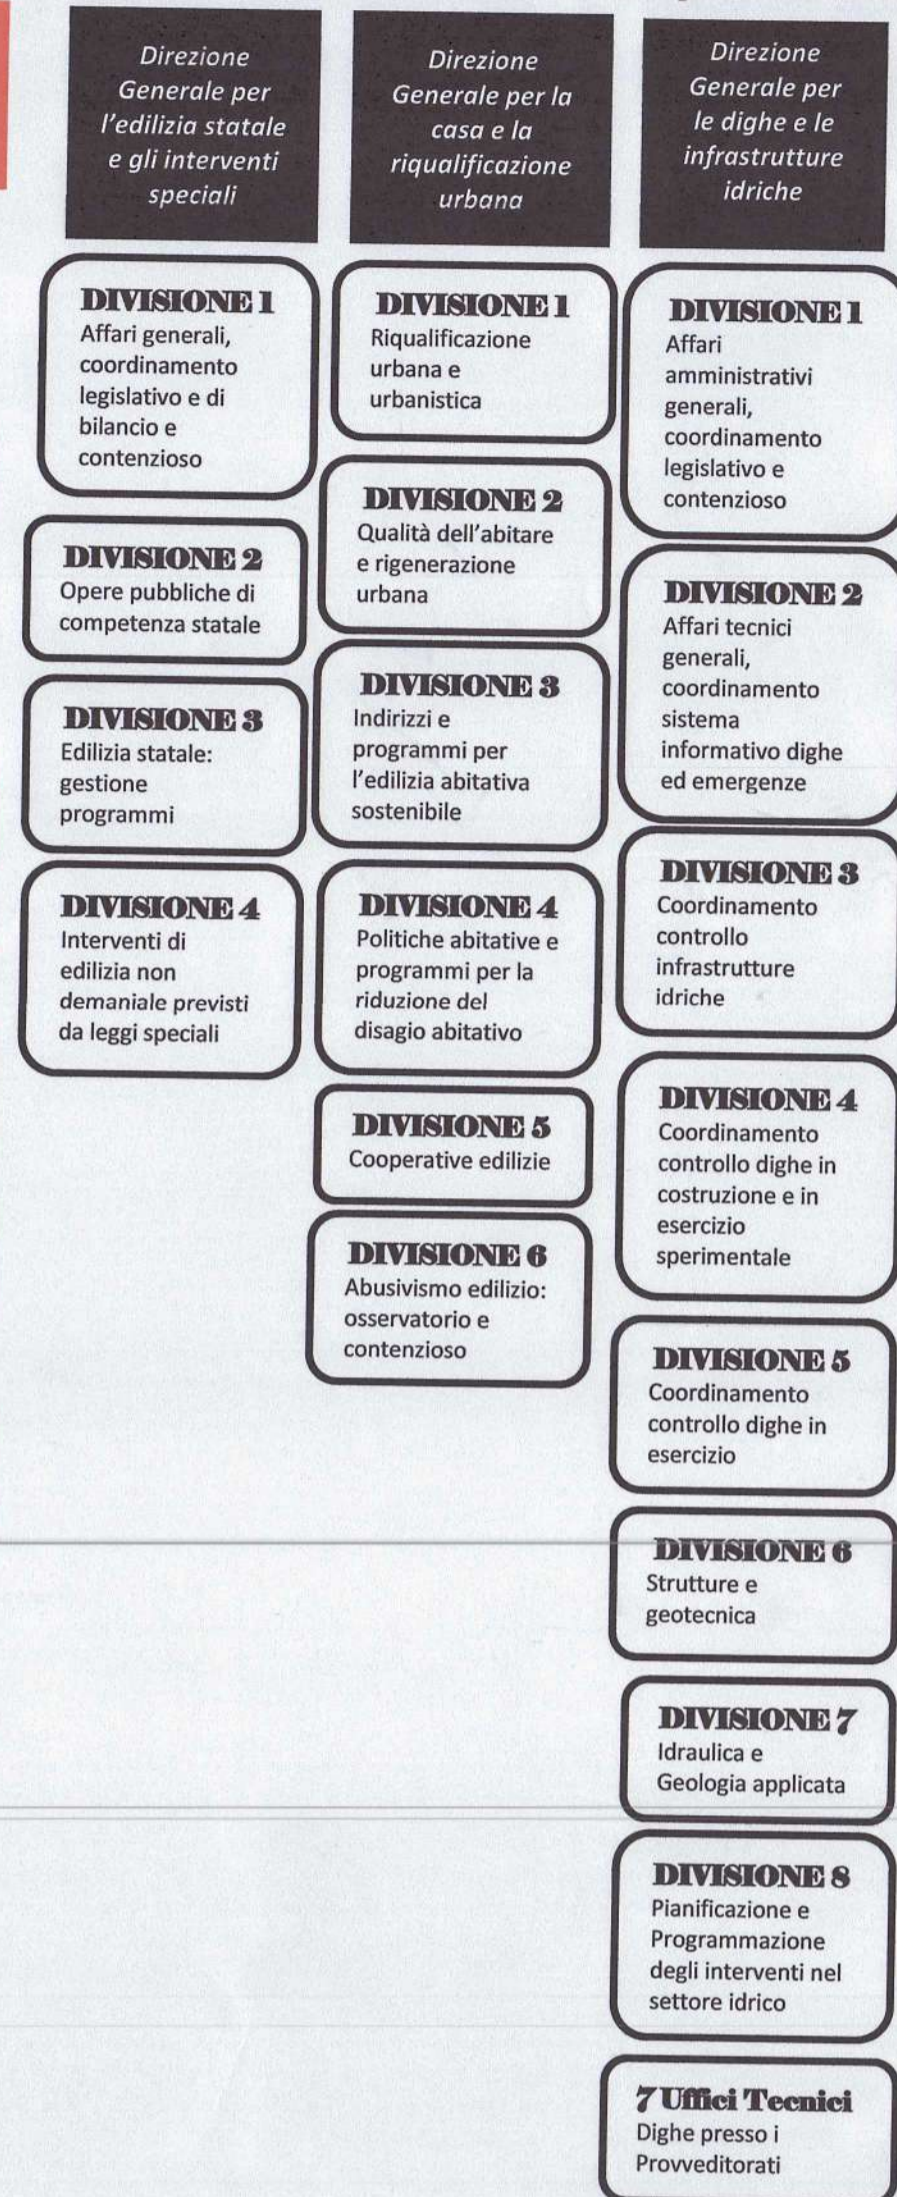 Direzione
Generale per
l'edilizia statale
e gli interventi
speciali
DIVISIONE 1
Affari generali,
coordinamento
legislativo e di
bilancio e
contenzioso
DIVISIONE 2
Opere pubbliche di
competenza statale
DIVISIONE 3
Edilizia statale:
gestione
programmi
DIVISIONE 4
Interventi di
edilizia non
demaniale previsti
da leggi speciali
Direzione
Generale per la
casa e la
riqualificazione
urbana
DIVISIONE 1
Riqualificazione
urbana e
urbanistica
DIVISIONE 2
Qualità dell'abitare
e rigenerazione
urbana
DIVISIONE 3
Indirizzi e
programmi per
l'edilizia abitativa
sostenibile
DIVISIONE 4
Politiche abitative e
programmi per la
riduzione del
disagio abitativo
DIVISIONE 5
Cooperative edilizie
DIVISIONE 6
Abusivismo edilizio:
osservatorio e
contenzioso
Direzione
Generale per
le dighe e le
infrastrutture
idriche
DIVISIONE 1
Affari
amministrativi
generali,
coordinamento
legislativo e
contenzioso
DIVISIONE 2
Affari tecnici
generali,
coordinamento
sistema
informativo dighe
ed emergenze
DIVISIONE 3
Coordinamento
controllo
infrastrutture
idriche
DIVISIONE 4
Coordinamento
controllo dighe in
costruzione e in
esercizio
sperimentale
DIVISIONE 5
Coordinamento
controllo dighe in
esercizio
DIVISIONE 6
Strutture e
geotecnica
DIVISIONE 7
Idraulica e
Geologia applicata
DIVISIONE 8
Pianificazione e
Programmazione
degli interventi nel
settore idrico
7 Uffici Tecnici
Dighe presso i
Provveditorati